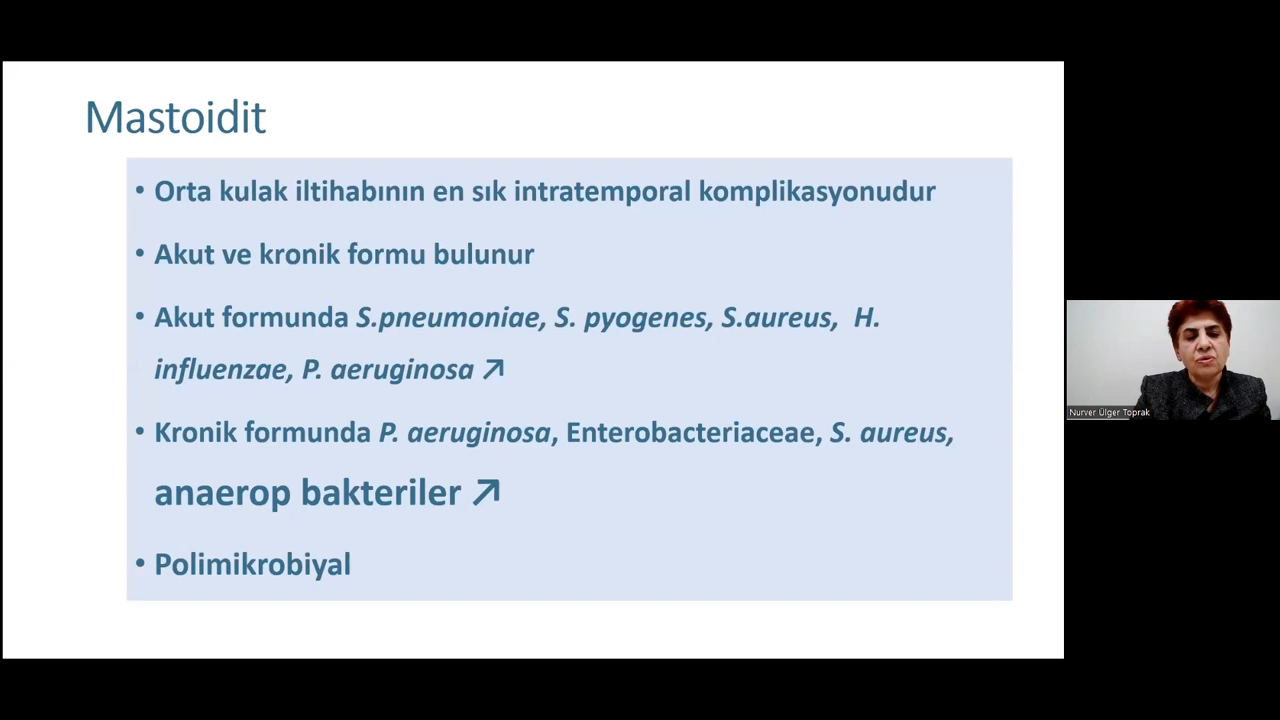 Mastoidit
• Orta kulak iltihabının en sık intratemporal komplikasyonudur
• Akut ve kronik formu bulunur
• Akut formunda S.pneumoniae, S. pyogenes, S.aureus, H.
influenzae, P. aeruginosa ↗
• Kronik formunda P. aeruginosa, Enterobacteriaceae, S. aureus,
anaerop bakteriler ↗
• Polimikrobiyal
Nurver Ülger Toprak